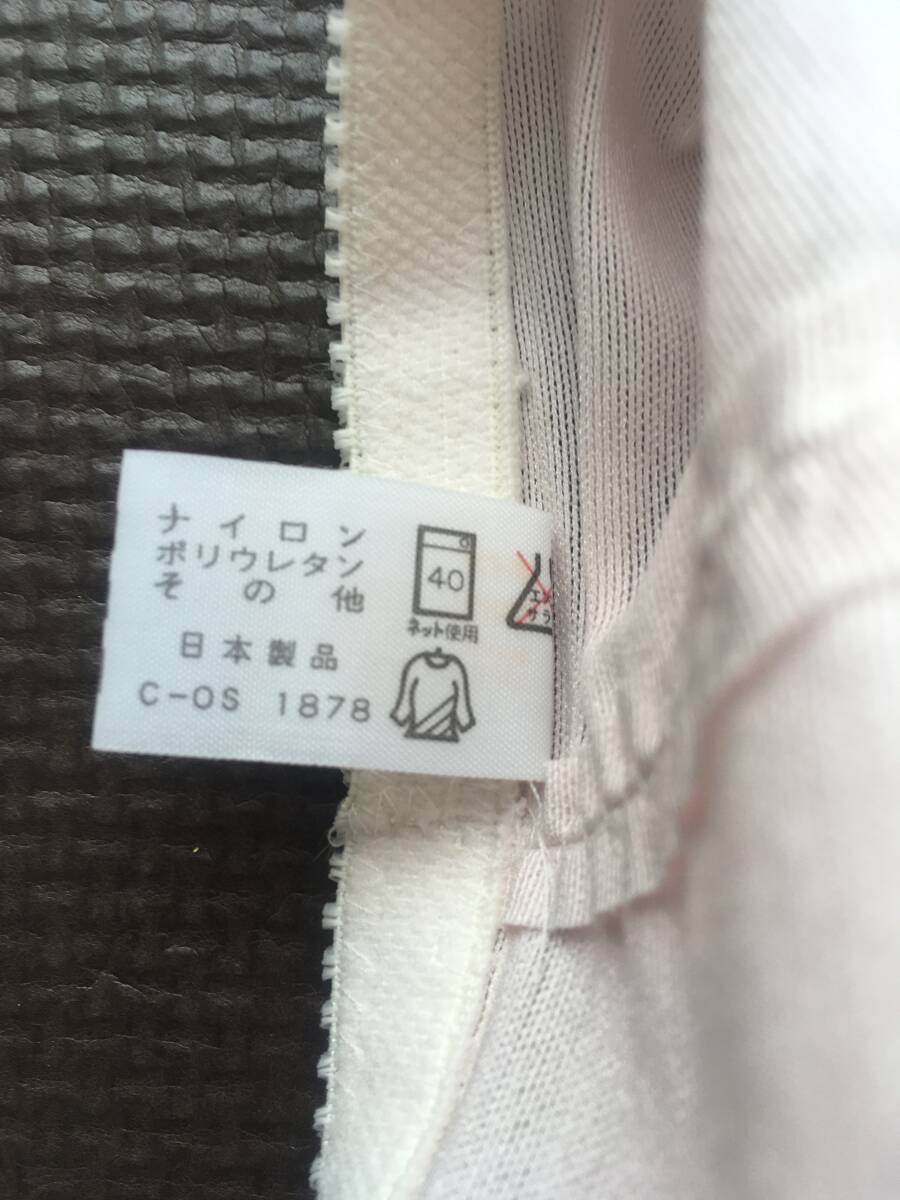 ナイロン
ポリウレタン
その他
日本製品
C-OS 1878
40
ネット使用